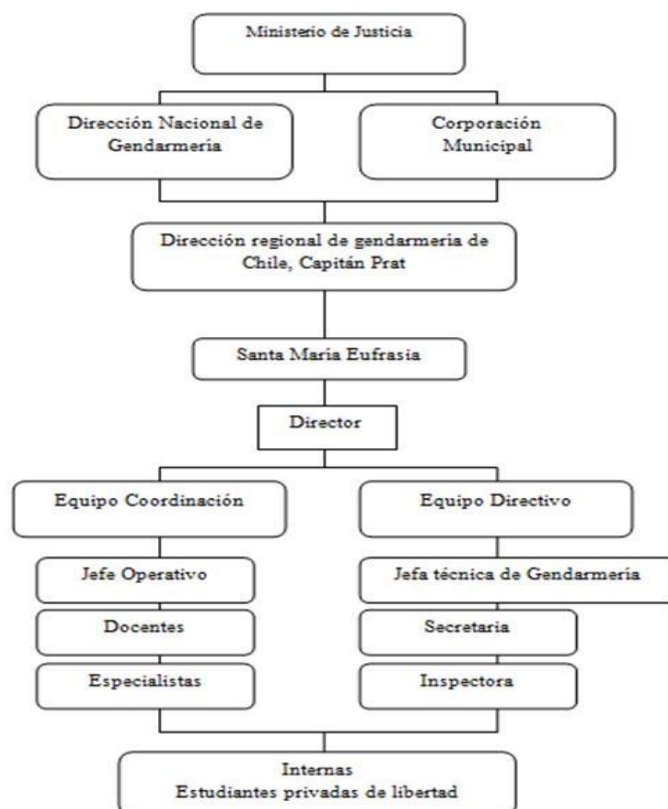 Ministerio de Justicia
Dirección Nacional de
Gendarmería
Corporación
Municipal
Dirección regional de gendarmería de
Chile, Capitán Prat
Santa María Eufrasia
Director
Equipo Coordinación
Equipo Directivo
Jefe Operativo
Jefa técnica de Gendarmería
Docentes
Secretaria
Especialistas
Inspectora
Internas
Estudiantes privadas de libertad